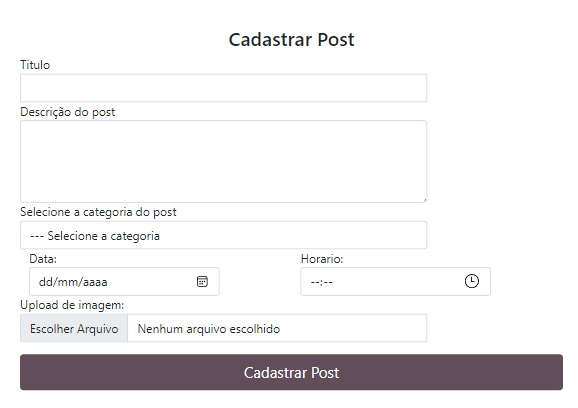 Cadastrar Post
Titulo
Descrição do post
Selecione a categoria do post
--- Selecione a categoria
Data: Horario:
dd/mm/aaaa --:--
Upload de imagem:
Escolher Arquivo Nenhum arquivo escolhido
Cadastrar Post